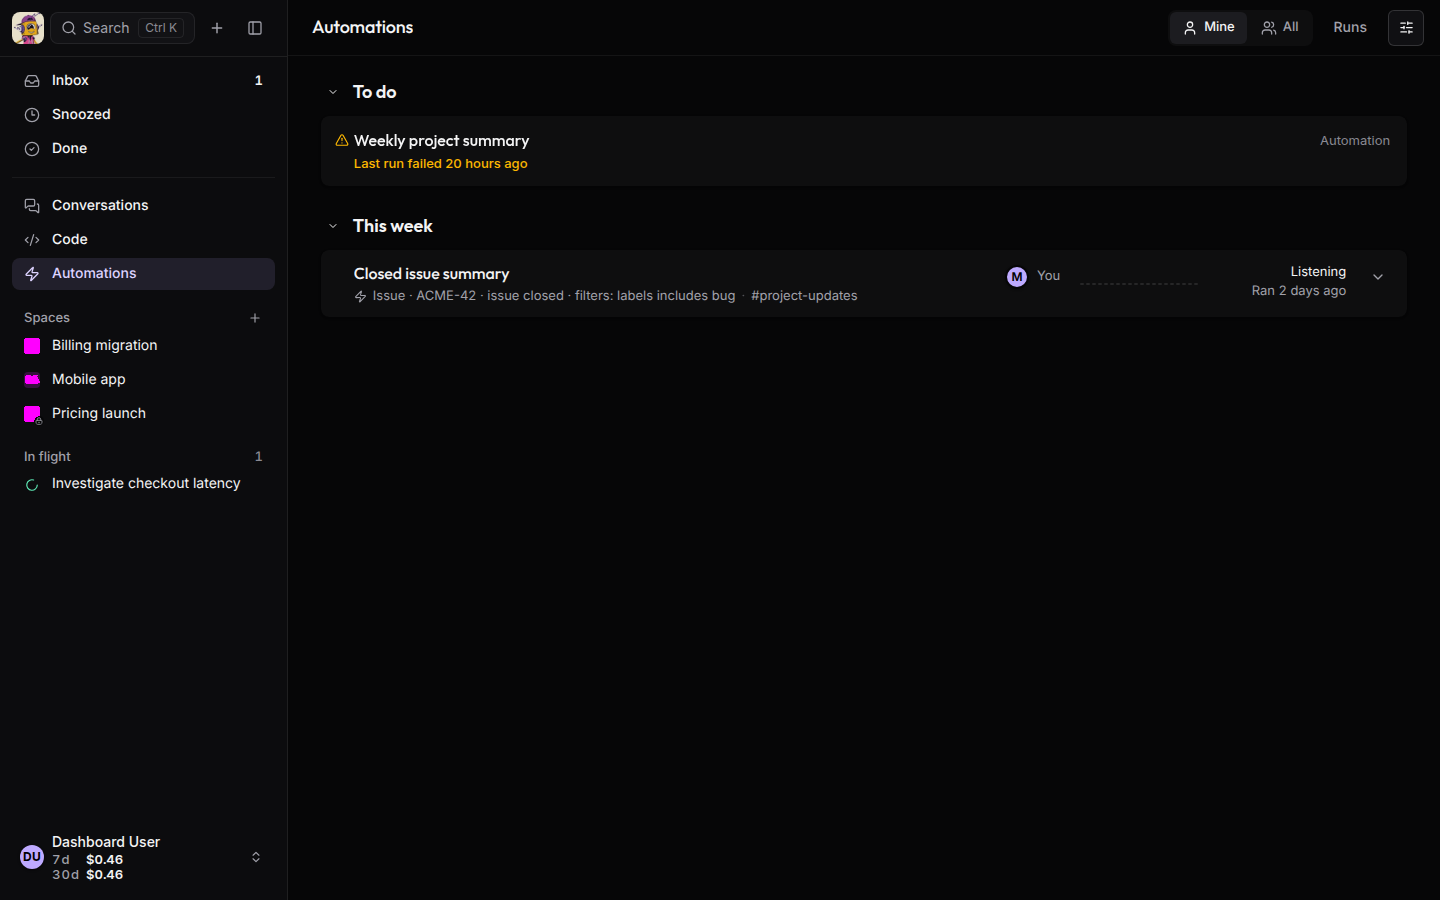 Search Ctrl K
Inbox 1
Snoozed
Done
Conversations
Code
Automations
Spaces
Billing migration
Mobile app
Pricing launch
In flight 1
Investigate checkout latency
DU Dashboard User
7d $0.46
30d $0.46
Automations
Mine All Runs
To do
Weekly project summary Automation
Last run failed 20 hours ago
This week
Closed issue summary
Issue · ACME-42 · issue closed · filters: labels includes bug · #project-updates
M You
Listening
Ran 2 days ago